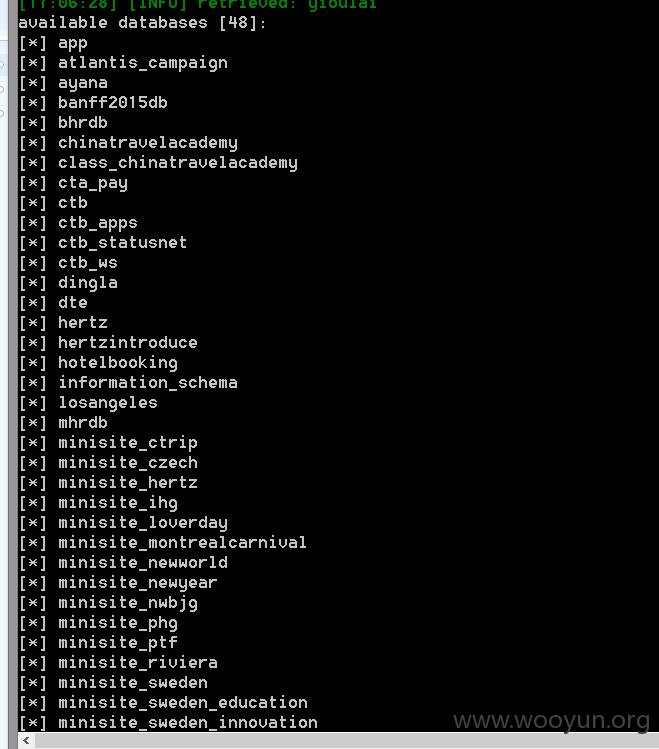 [17:06:28] [INFO] retrieved: yioulai
available databases [48]:
[*] app
[*] atlantis_campaign
[*] ayana
[*] banff2015db
[*] bhrdb
[*] chinatravelacademy
[*] class_chinatravelacademy
[*] cta_pay
[*] ctb
[*] ctb_apps
[*] ctb_statusnet
[*] ctb_ws
[*] dingla
[*] dte
[*] hertz
[*] hertzintroduce
[*] hotelbooking
[*] information_schema
[*] losangeles
[*] mhrdb
[*] minisite_ctrip
[*] minisite_czech
[*] minisite_hertz
[*] minisite_ihg
[*] minisite_loverday
[*] minisite_montrealcarnival
[*] minisite_newworld
[*] minisite_newyear
[*] minisite_nwbjg
[*] minisite_phg
[*] minisite_ptf
[*] minisite_riviera
[*] minisite_sweden
[*] minisite_sweden_education
[*] minisite_sweden_innovation
www.wooyun.org